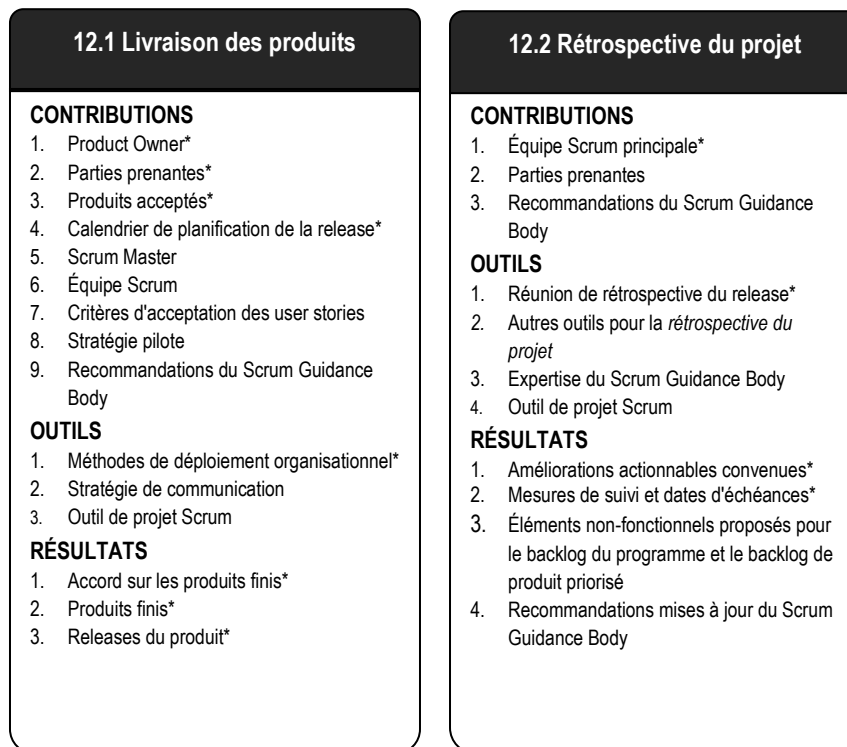 12.1 Livraison des produits
CONTRIBUTIONS
1. Product Owner*
2. Parties prenantes*
3. Produits acceptés*
4. Calendrier de planification de la release*
5. Scrum Master
6. Équipe Scrum
7. Critères d'acceptation des user stories
8. Stratégie pilote
9. Recommandations du Scrum Guidance
Body
OUTILS
1. Méthodes de déploiement organisationnel*
2. Stratégie de communication
3. Outil de projet Scrum
RÉSULTATS
1. Accord sur les produits finis*
2. Produits finis*
3. Releases du produit*
12.2 Rétrospective du projet
CONTRIBUTIONS
1. Équipe Scrum principale*
2. Parties prenantes
3. Recommandations du Scrum Guidance
Body
OUTILS
1. Réunion de rétrospective du release*
2. Autres outils pour la rétrospective du
projet
3. Expertise du Scrum Guidance Body
4. Outil de projet Scrum
RÉSULTATS
1. Améliorations actionnables convenues*
2. Mesures de suivi et dates d'échéances*
3. Éléments non-fonctionnels proposés pour
le backlog du programme et le backlog de
produit priorisé
4. Recommandations mises à jour du Scrum
Guidance Body